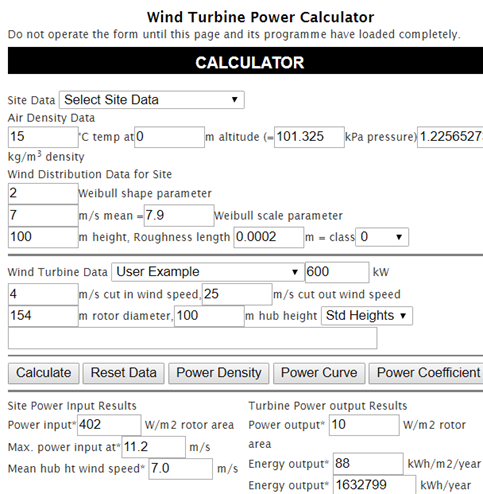 Wind Turbine Power Calculator
Do not operate the form until this page and its programme have loaded completely.
CALCULATOR
Site Data Select Site Data
Air Density Data
15 °C temp at 0 m altitude (= 101.325 kPa pressure) 1.2256527
kg/m³ density
Wind Distribution Data for Site
2 Weibull shape parameter
7 m/s mean = 7.9 Weibull scale parameter
100 m height, Roughness length 0.0002 m = class 0
Wind Turbine Data User Example 600 kW
4 m/s cut in wind speed, 25 m/s cut out wind speed
154 m rotor diameter, 100 m hub height Std Heights
Calculate Reset Data Power Density Power Curve Power Coefficient
Site Power Input Results
Power input* 402 W/m2 rotor area
Max. power input at* 11.2 m/s
Mean hub ht wind speed* 7.0 m/s
Turbine Power output Results
Power output* 10 W/m2 rotor
area
Energy output* 88 kWh/m2/year
Energy output* 1632799 kWh/year